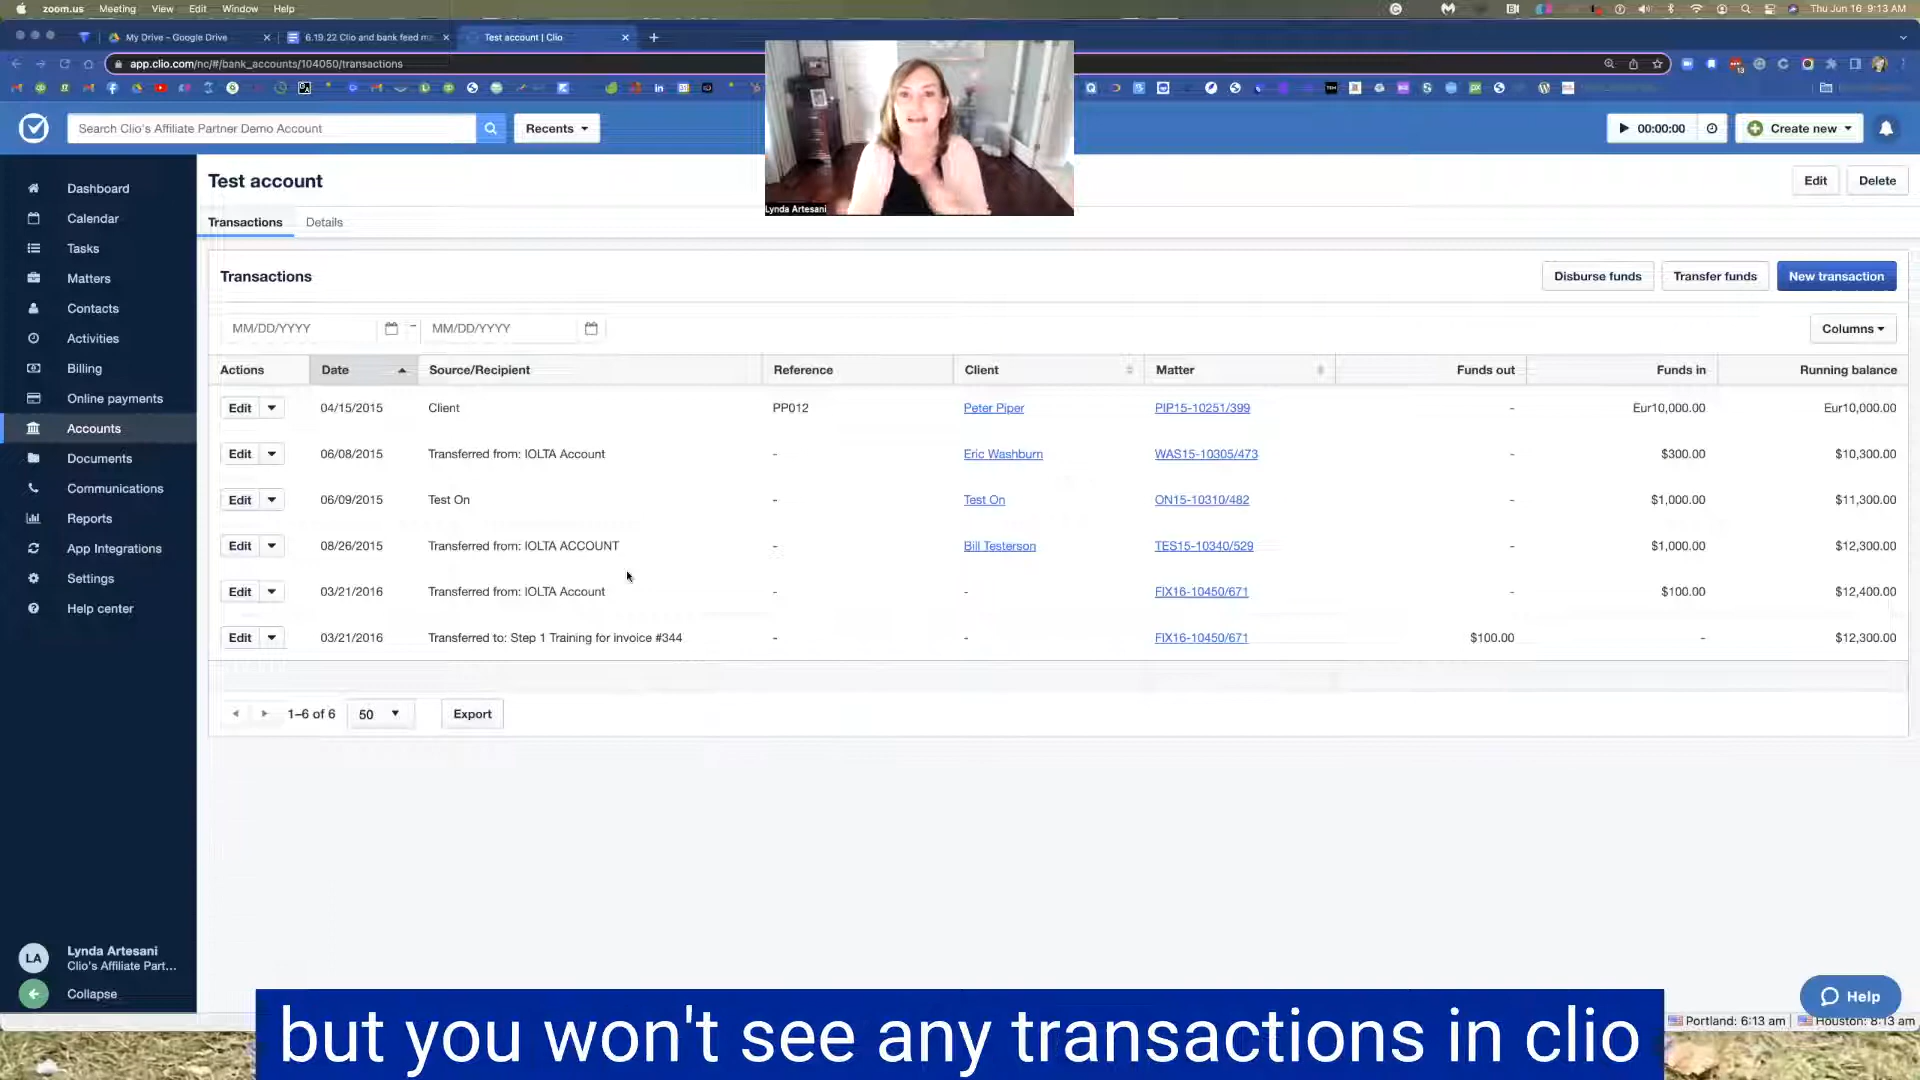 zoom.us Meeting View Edit Window Help
Thu Jun 16 9:13 AM
My Drive - Google Drive
6.19.22 Clio and bank feed m
Test account | Clio
app.clio.com/nc/#/bank_accounts/104050/transactions
Search Clio's Affiliate Partner Demo Account
Recents
00:00:00
Create new
Lynda Artesani
Dashboard
Calendar
Tasks
Matters
Contacts
Activities
Billing
Online payments
Accounts
Documents
Communications
Reports
App Integrations
Settings
Help center
LA
Lynda Artesani
Clio's Affiliate Part...
Collapse
Test account
Edit
Delete
Transactions
Details
Transactions
Disburse funds
Transfer funds
New transaction
MM/DD/YYYY – MM/DD/YYYY
Columns
Actions Date Source/Recipient Reference Client Matter Funds out Funds in Running balance
Edit 04/15/2015 Client PP012 Peter Piper PIP15-10251/399 - Eur10,000.00 Eur10,000.00
Edit 06/08/2015 Transferred from: IOLTA Account - Eric Washburn WAS15-10305/473 - $300.00 $10,300.00
Edit 06/09/2015 Test On - Test On ON15-10310/482 - $1,000.00 $11,300.00
Edit 08/26/2015 Transferred from: IOLTA ACCOUNT - Bill Testerson TES15-10340/529 - $1,000.00 $12,300.00
Edit 03/21/2016 Transferred from: IOLTA Account - - FIX16-10450/671 - $100.00 $12,400.00
Edit 03/21/2016 Transferred to: Step 1 Training for invoice #344 - - FIX16-10450/671 $100.00 - $12,300.00
1–6 of 6
50
Export
Help
Portland: 6:13 am
Houston: 8:13 am
but you won't see any transactions in clio